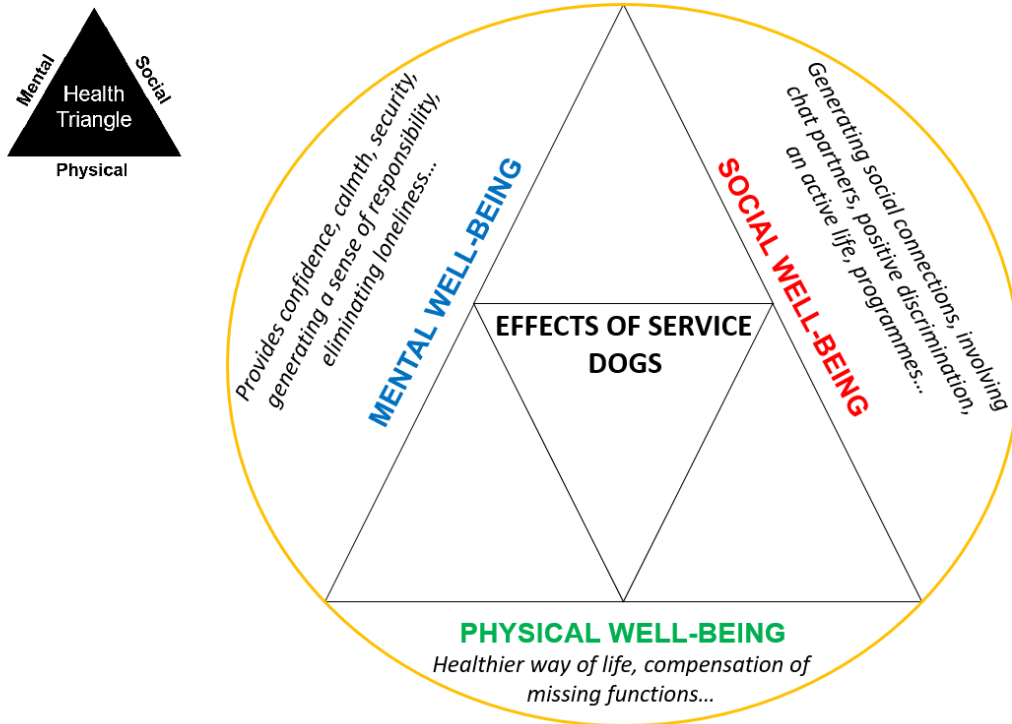 Mental
Social
Health
Triangle
Physical
Provides confidence, calmth, security,
generating a sense of responsibility,
eliminating loneliness...
MENTAL WELL-BEING
Generating social connections, involving
chat partners, positive discrimination,
an active life, programmes...
SOCIAL WELL-BEING
EFFECTS OF SERVICE
DOGS
PHYSICAL WELL-BEING
Healthier way of life, compensation of
missing functions...